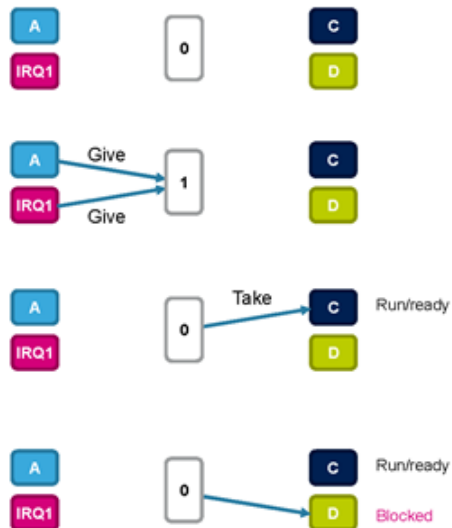 A 0 C
IRQ1 D
A Give 1 C
IRQ1 Give D
A 0 Take C Run/ready
IRQ1 D
A 0 C Run/ready
IRQ1 D Blocked